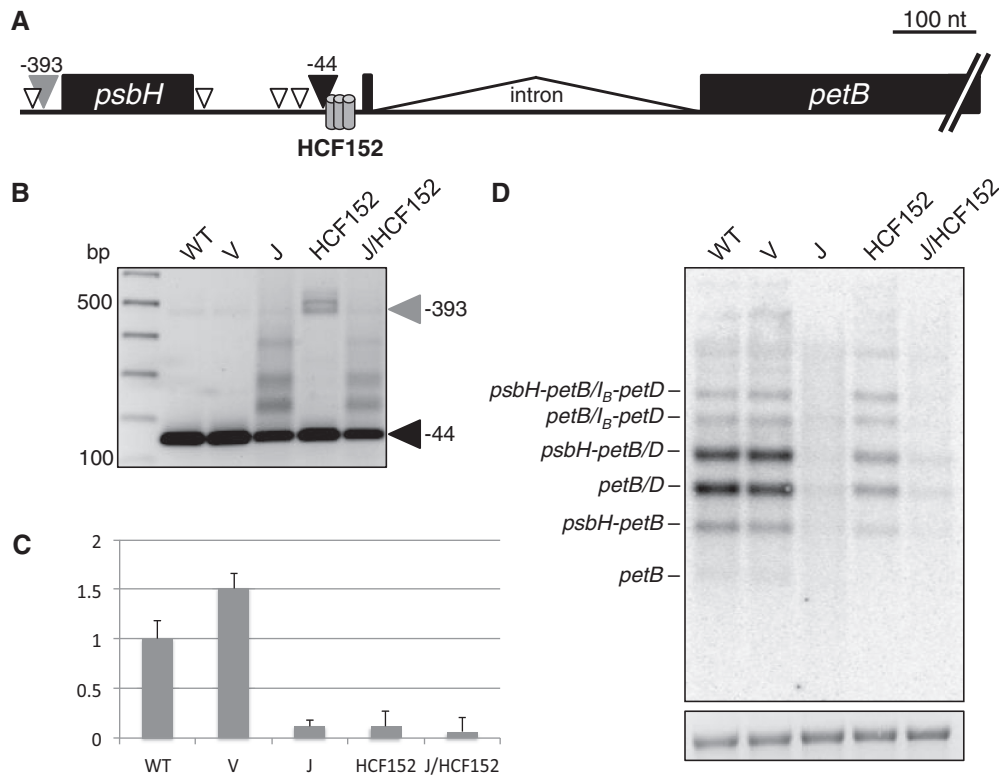 A
100 nt
-393
-44
psbH
intron
petB
HCF152
B
bp
WT
V
J
HCF152
J/HCF152
500
100
-393
-44
C
2
1.5
1
0.5
0
WT
V
J
HCF152
J/HCF152
D
WT
V
J
HCF152
J/HCF152
psbH-petB/I_B-petD
petB/I_B-petD
psbH-petB/D
petB/D
psbH-petB
petB